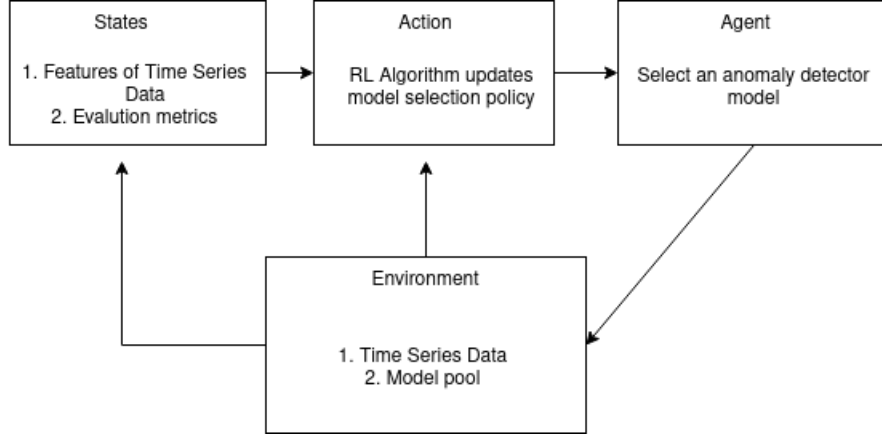 States
1. Features of Time Series
Data
2. Evalution metrics
Action
RL Algorithm updates
model selection policy
Agent
Select an anomaly detector
model
Environment
1. Time Series Data
2. Model pool